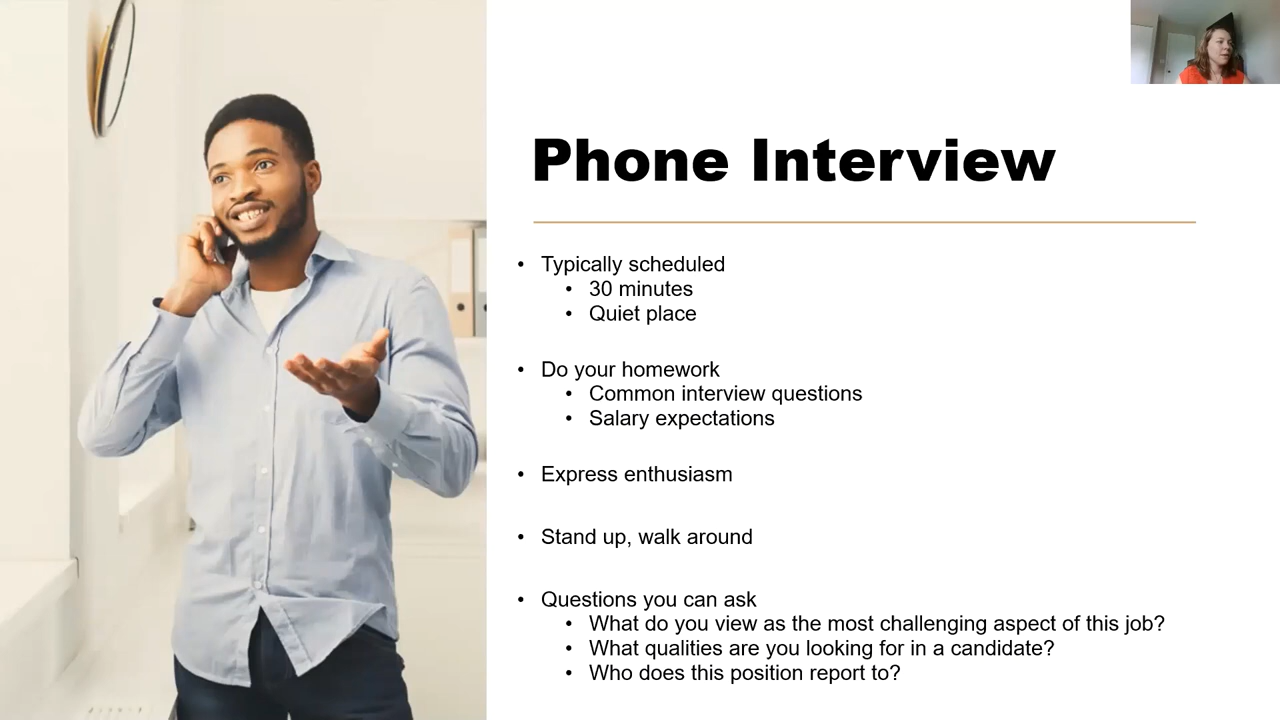 Phone Interview
• Typically scheduled
• 30 minutes
• Quiet place
• Do your homework
• Common interview questions
• Salary expectations
• Express enthusiasm
• Stand up, walk around
• Questions you can ask
• What do you view as the most challenging aspect of this job?
• What qualities are you looking for in a candidate?
• Who does this position report to?